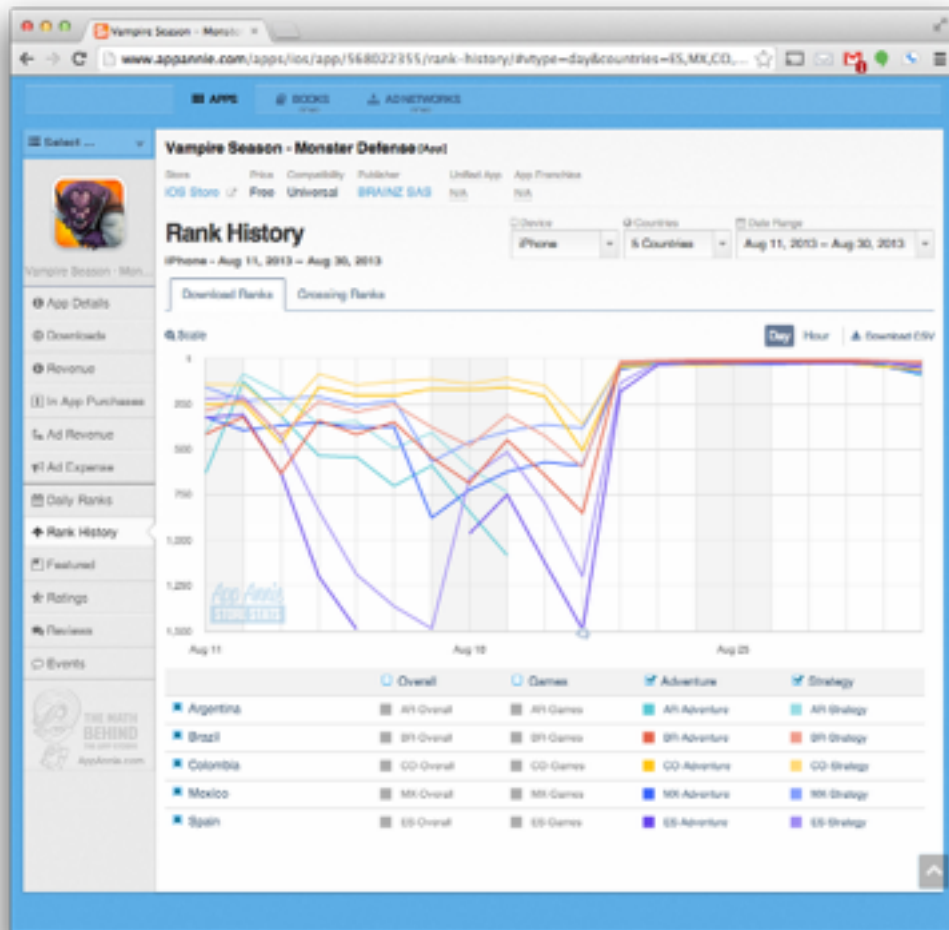 Vampire Season - Monster
www.appannie.com/apps/ios/app/568022355/rank-history/#vtype=day&countries=ES,MX,CO,...
APPS BOOKS AD NETWORKS
Select ...
Vampire Season - Monster Defense [App]
Store Price Compatibility Publisher Unified App App Franchise
iOS Store Free Universal BRAINZ SAS N/A N/A
Rank History
Device Countries Date Range
iPhone 5 Countries Aug 11, 2013 – Aug 30, 2013
iPhone - Aug 11, 2013 – Aug 30, 2013
Vampire Season - Mon...
Download Ranks Grossing Ranks
App Details
Downloads
Revenue
In App Purchases
Ad Revenue
Ad Expense
Daily Ranks
Rank History
Featured
Ratings
Reviews
Events
Scale Day Hour Download CSV
1
250
500
750
1,000
1,250
1,500
App Annie
STORE STATS
Aug 11 Aug 18 Aug 25
THE MATH
BEHIND
THE APP STORES
AppAnnie.com
Overall Games Adventure Strategy
Argentina AR-Overall AR-Games AR-Adventure AR-Strategy
Brazil BR-Overall BR-Games BR-Adventure BR-Strategy
Colombia CO-Overall CO-Games CO-Adventure CO-Strategy
Mexico MX-Overall MX-Games MX-Adventure MX-Strategy
Spain ES-Overall ES-Games ES-Adventure ES-Strategy